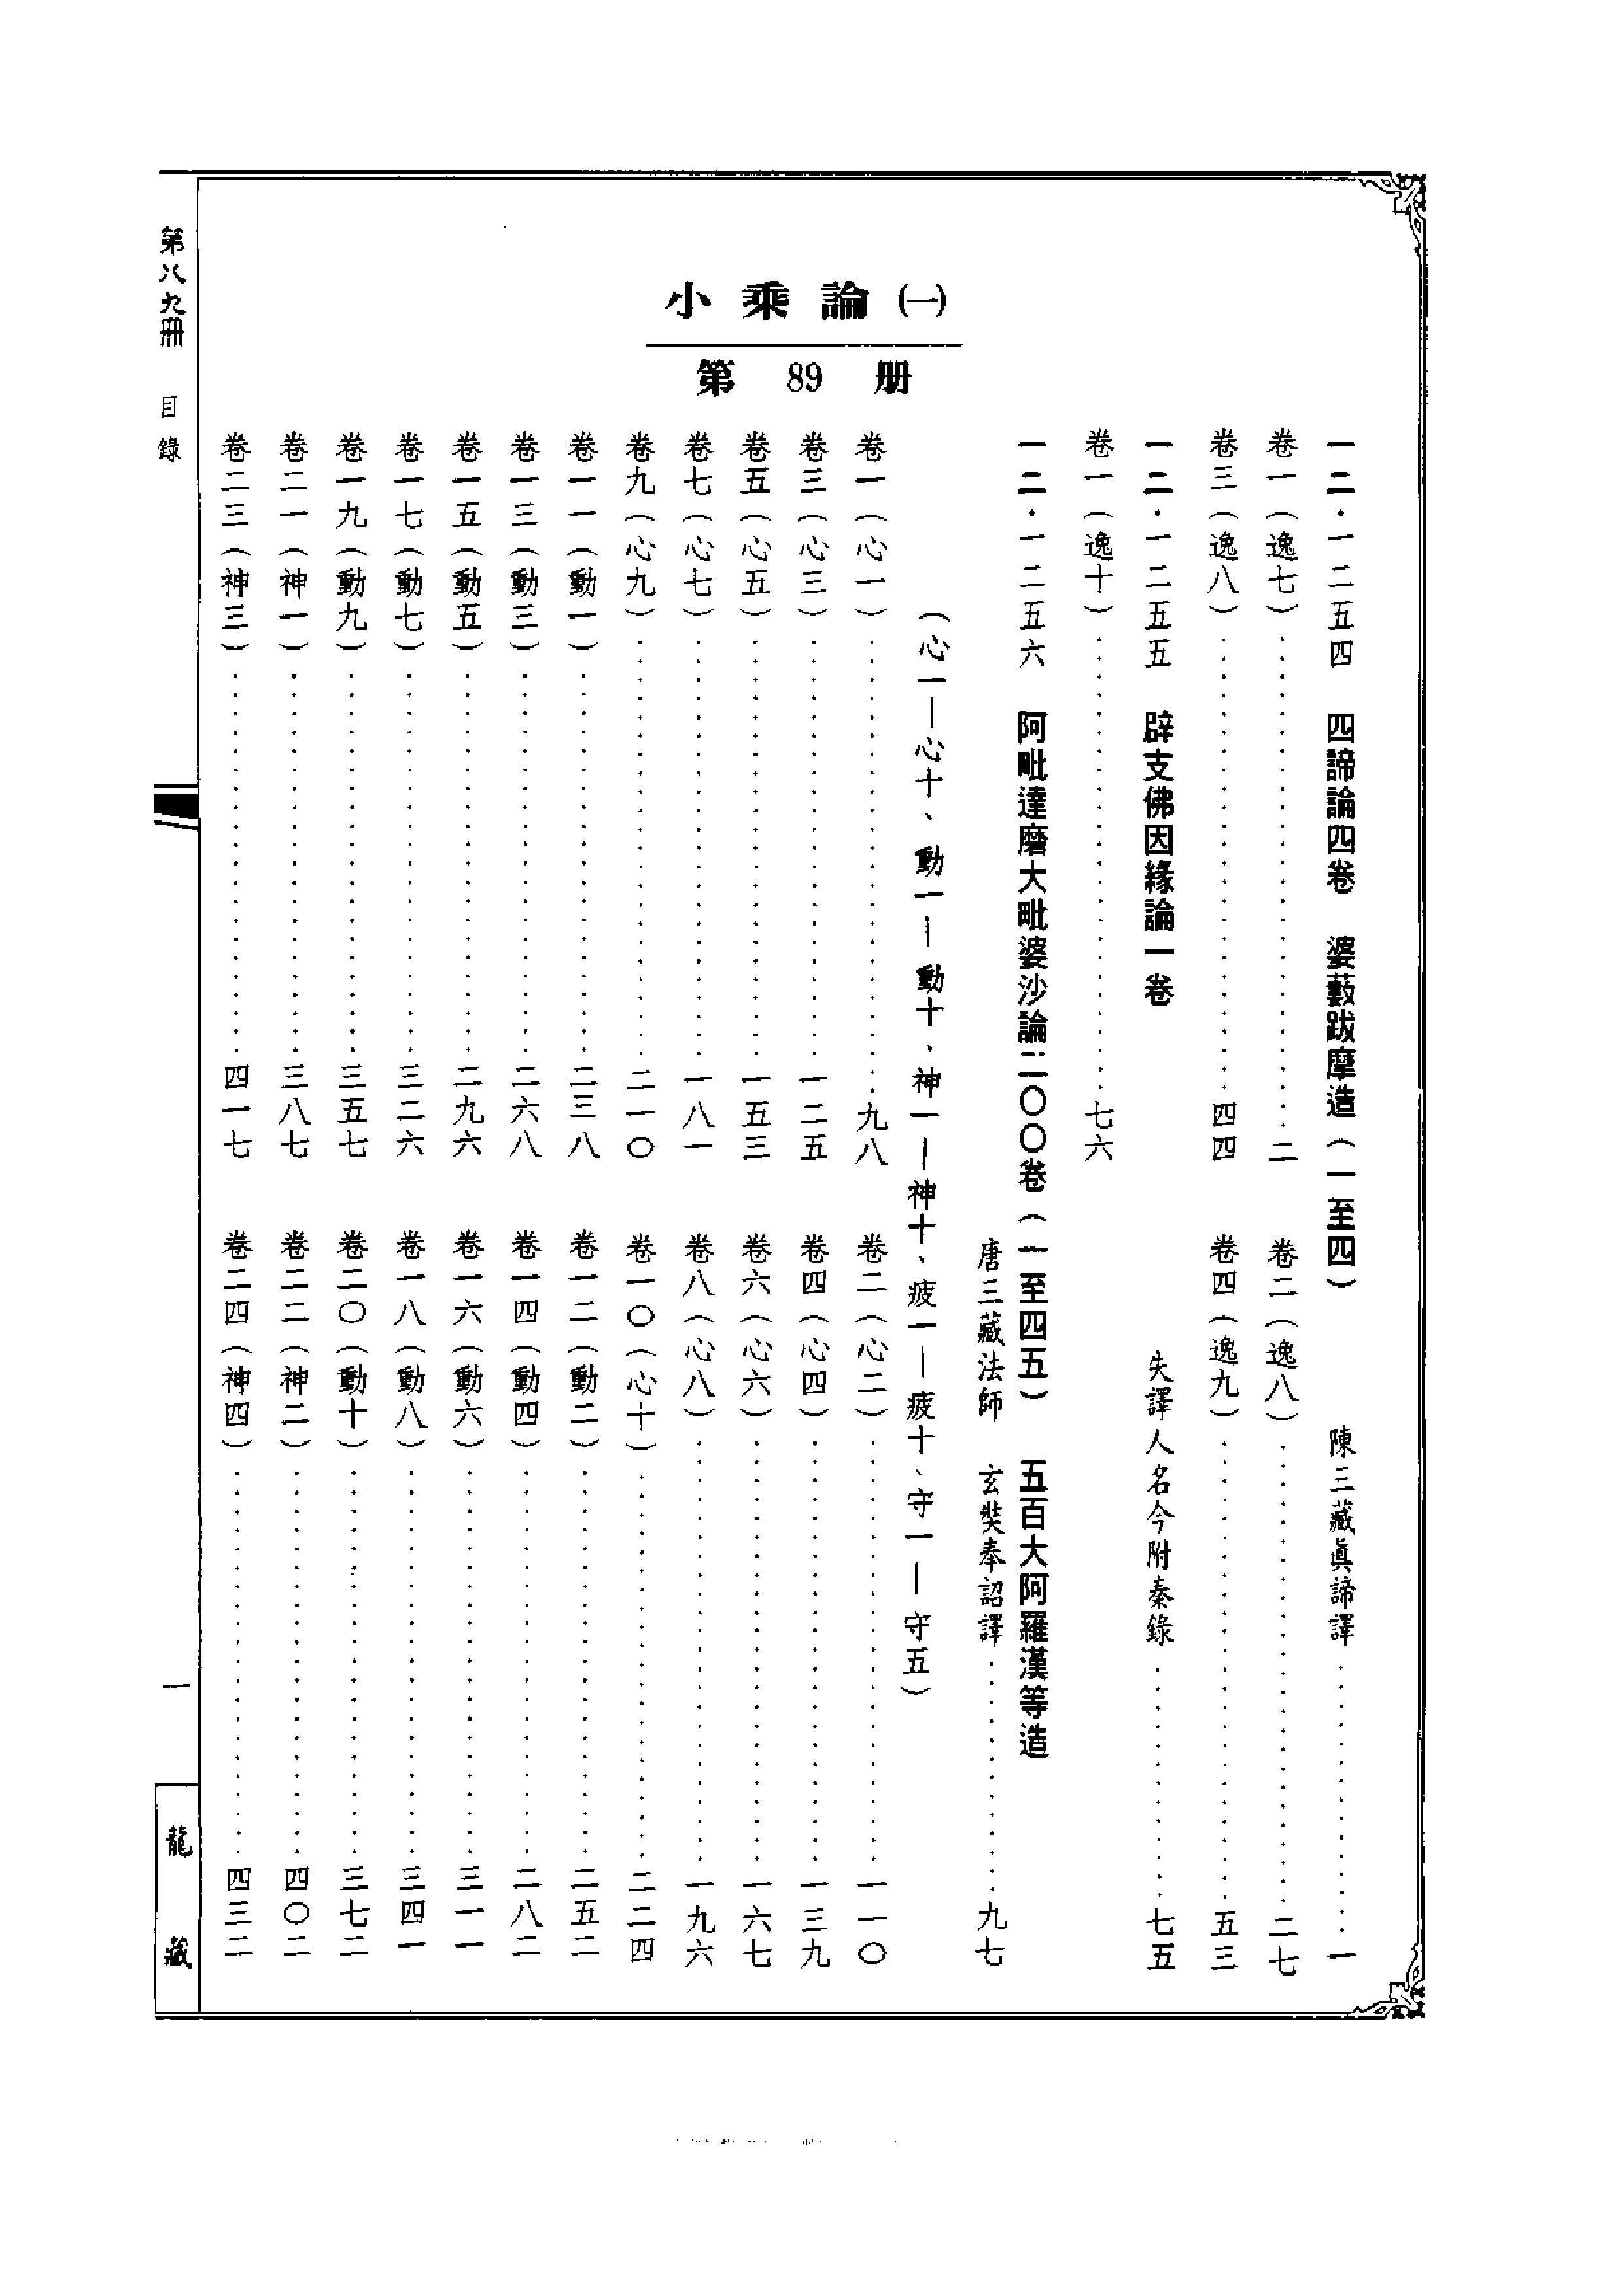 小乘論(一)
第 89 册
一二·一二五四 四諦論四卷 婆藪跋摩造(一至四) 陳三藏眞諦譯……一
卷一(逸七)……二 卷二(逸八)……二七
卷三(逸八)……四四 卷四(逸九)……五三
一二·一二五五 辟支佛因緣論一卷 失譯人名今附秦錄……七五
卷一(逸十)……七六
一二·一二五六 阿毗達磨大毗婆沙論二〇〇卷(一至四五) 五百大阿羅漢等造
唐三藏法師 玄奘奉詔譯……九七
(心一—心十、動一—動十、神一—神十、疲一—疲十、守一—守五)
卷一(心一)……九八 卷二(心二)……一一〇
卷三(心三)……一二五 卷四(心四)……一三九
卷五(心五)……一五三 卷六(心六)……一六七
卷七(心七)……一八一 卷八(心八)……一九六
卷九(心九)……二一〇 卷一〇(心十)……二二四
卷一一(動一)……二三八 卷一二(動二)……二五二
卷一三(動三)……二六八 卷一四(動四)……二八二
卷一五(動五)……二九六 卷一六(動六)……三一一
卷一七(動七)……三二六 卷一八(動八)……三四一
卷一九(動九)……三五七 卷二〇(動十)……三七二
卷二一(神一)……三八七 卷二二(神二)……四〇二
卷二三(神三)……四一七 卷二四(神四)……四三二
第八九冊 目錄
一
龍藏